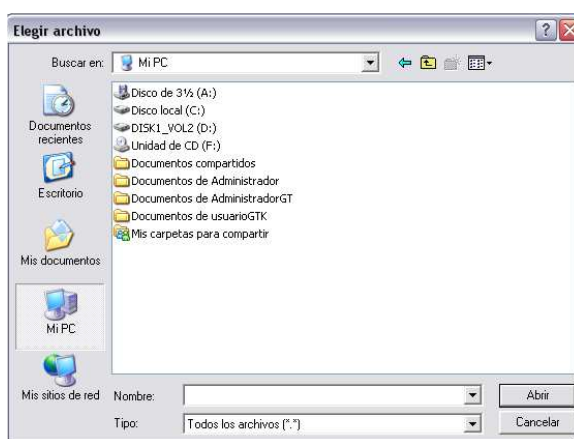 Elegir archivo
Buscar en: Mi PC
Disco de 3½ (A:)
Disco local (C:)
DISK1_VOL2 (D:)
Unidad de CD (F:)
Documentos compartidos
Documentos de Administrador
Documentos de AdministradorGT
Documentos de usuarioGTK
Mis carpetas para compartir
Documentos
recientes
Escritorio
Mis documentos
Mi PC
Mis sitios de red
Nombre:
Abrir
Tipo: Todos los archivos (*.*)
Cancelar